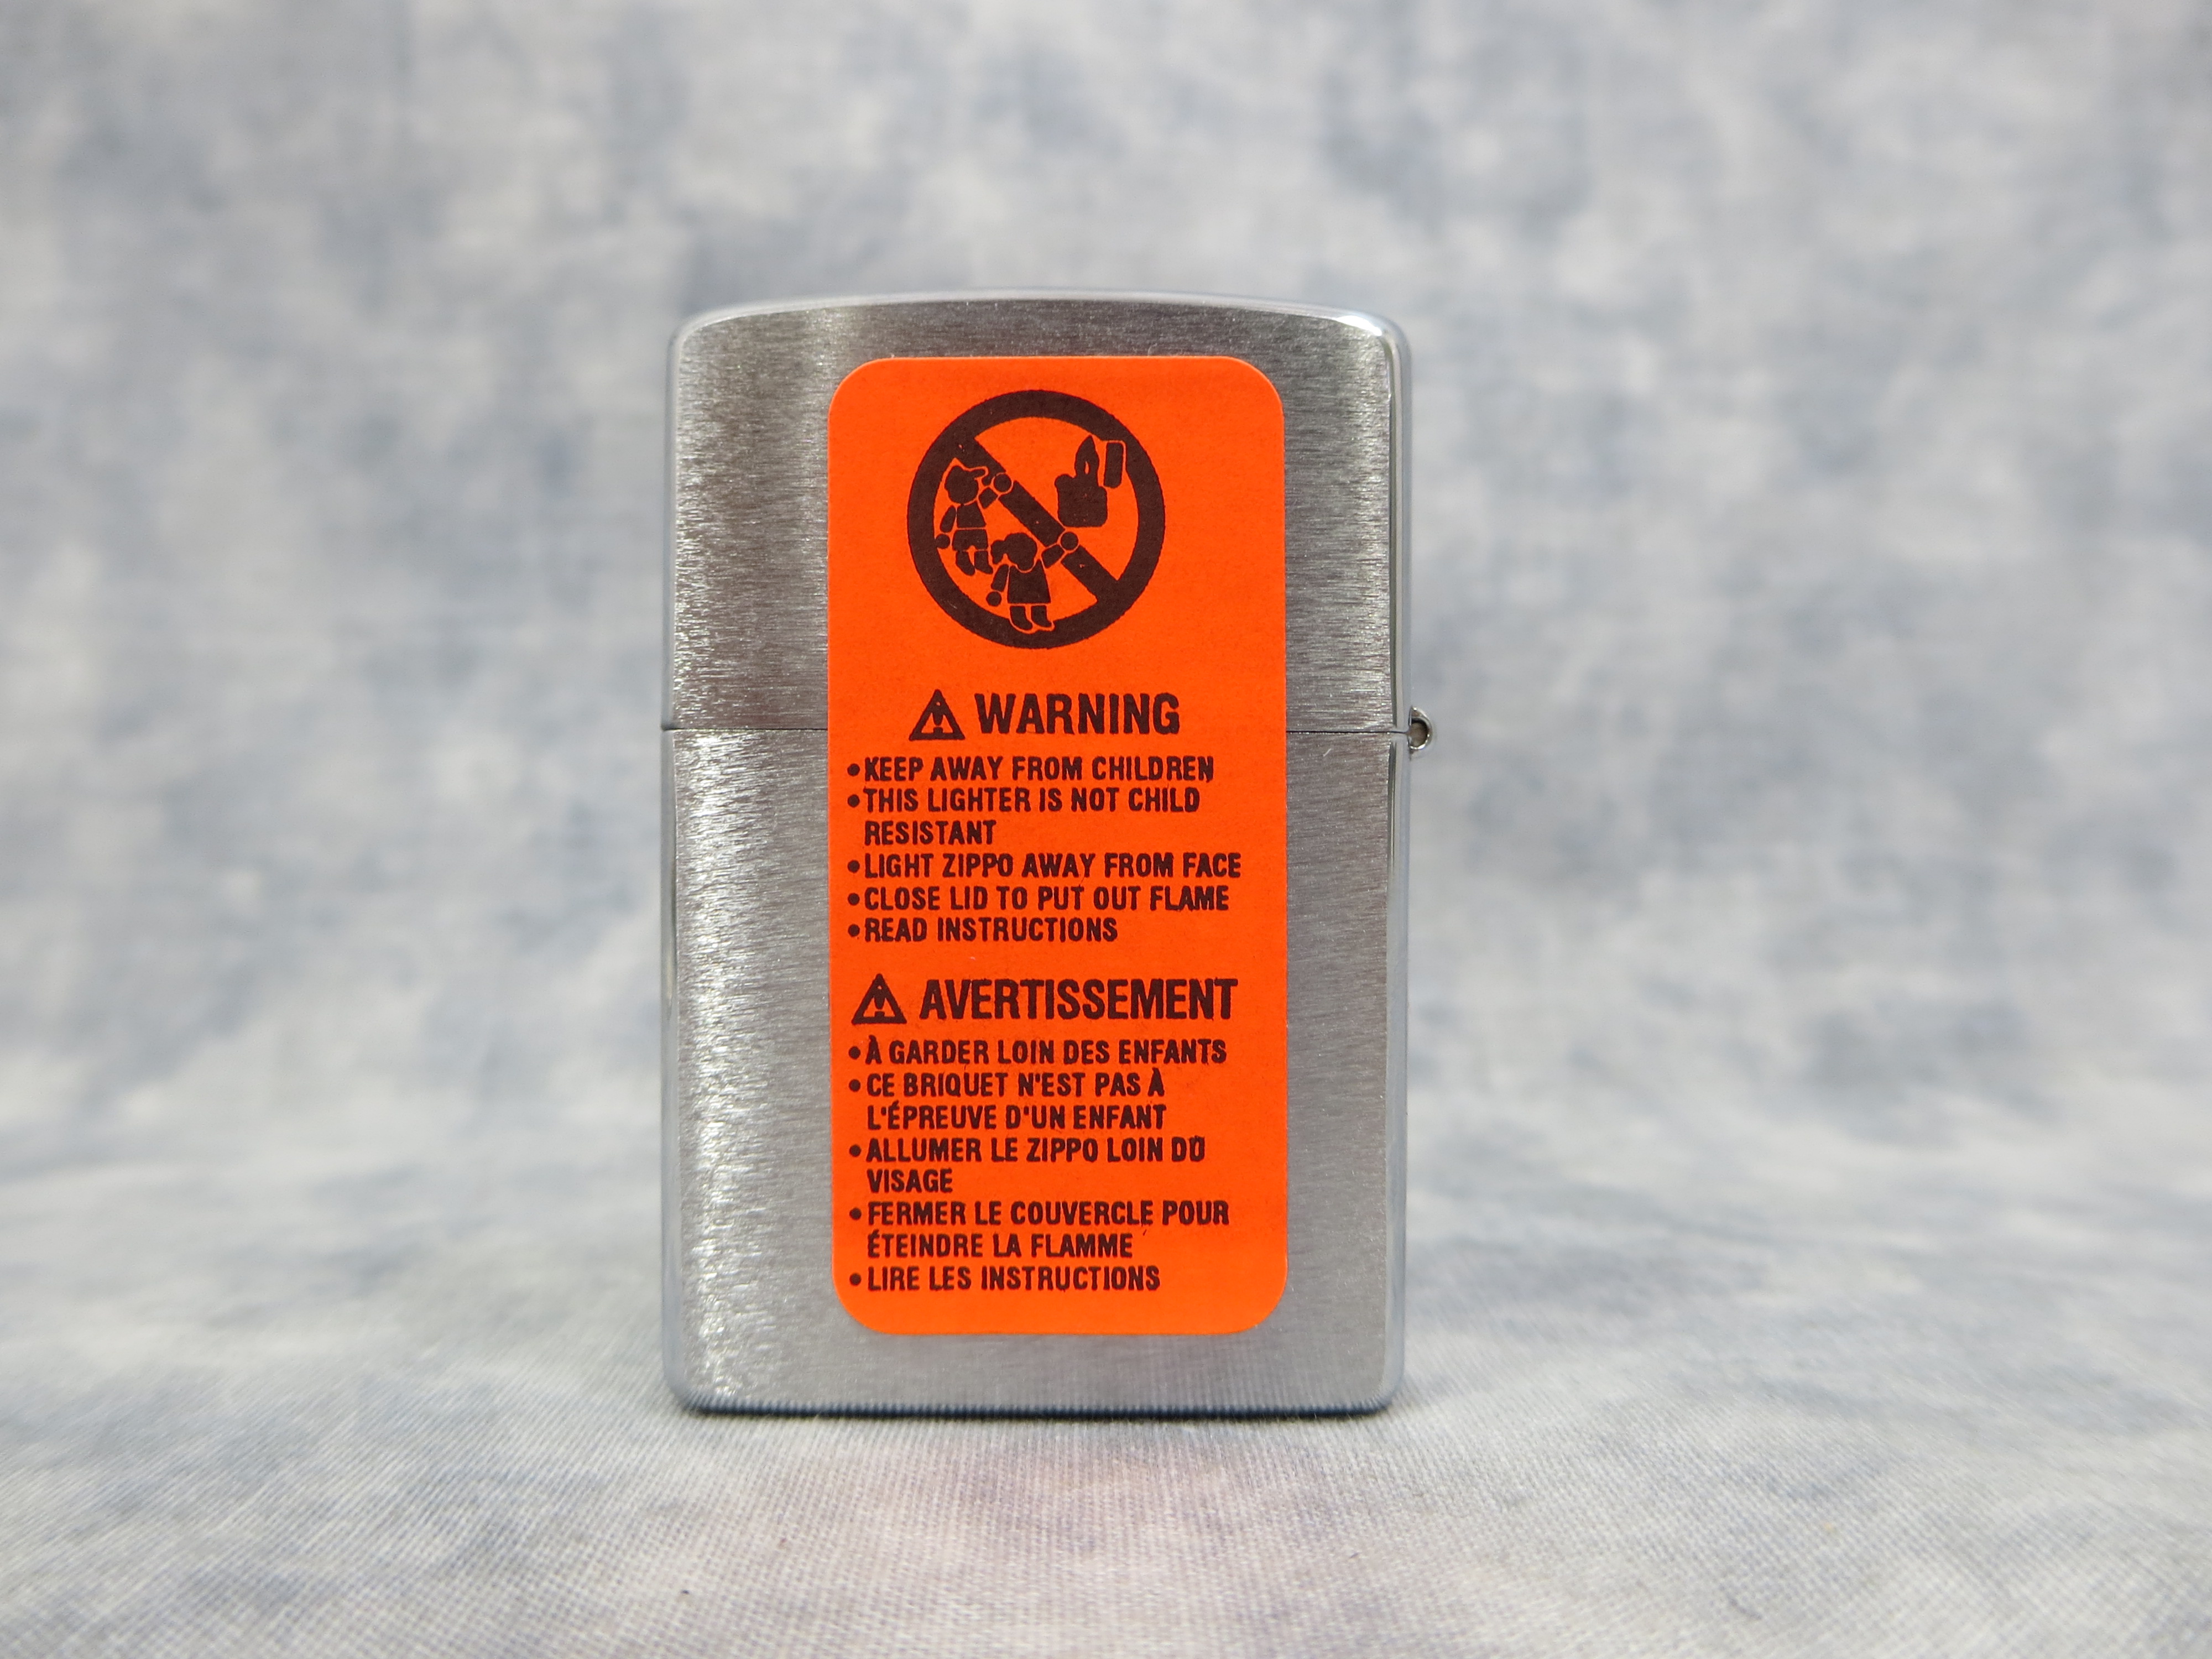 WARNING
•KEEP AWAY FROM CHILDREN
•THIS LIGHTER IS NOT CHILD
RESISTANT
•LIGHT ZIPPO AWAY FROM FACE
•CLOSE LID TO PUT OUT FLAME
•READ INSTRUCTIONS
AVERTISSEMENT
•À GARDER LOIN DES ENFANTS
•CE BRIQUET N'EST PAS À
L'ÉPREUVE D'UN ENFANT
•ALLUMER LE ZIPPO LOIN DU
VISAGE
•FERMER LE COUVERCLE POUR
ÉTEINDRE LA FLAMME
•LIRE LES INSTRUCTIONS